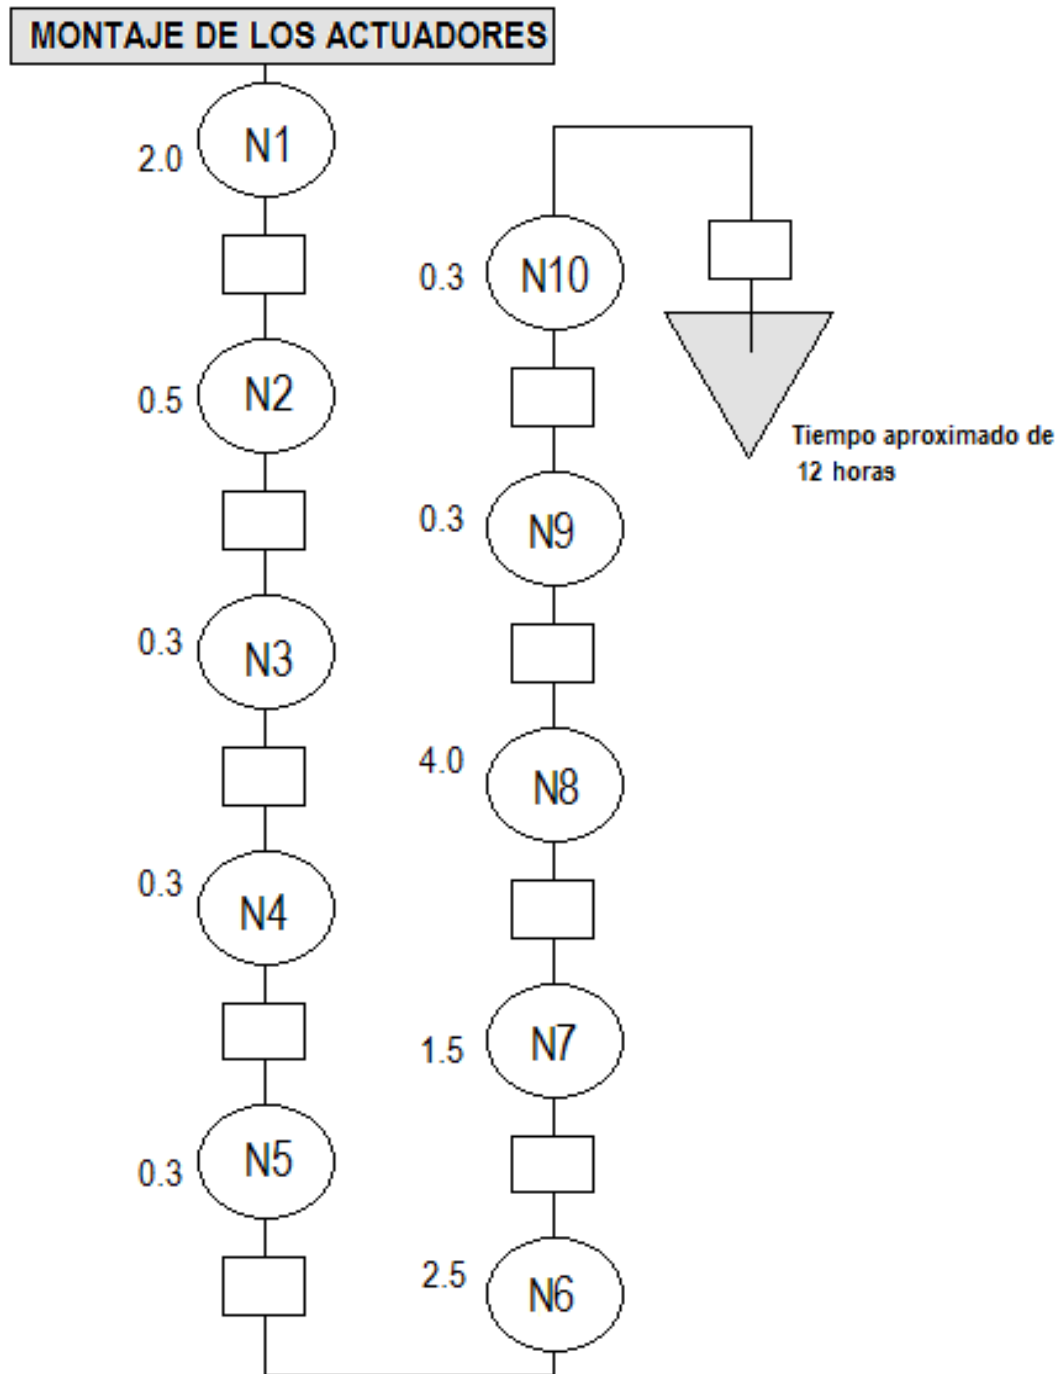 MONTAJE DE LOS ACTUADORES
2.0
N1
0.5
N2
0.3
N3
0.3
N4
0.3
N5
2.5
N6
1.5
N7
4.0
N8
0.3
N9
0.3
N10
Tiempo aproximado de
12 horas